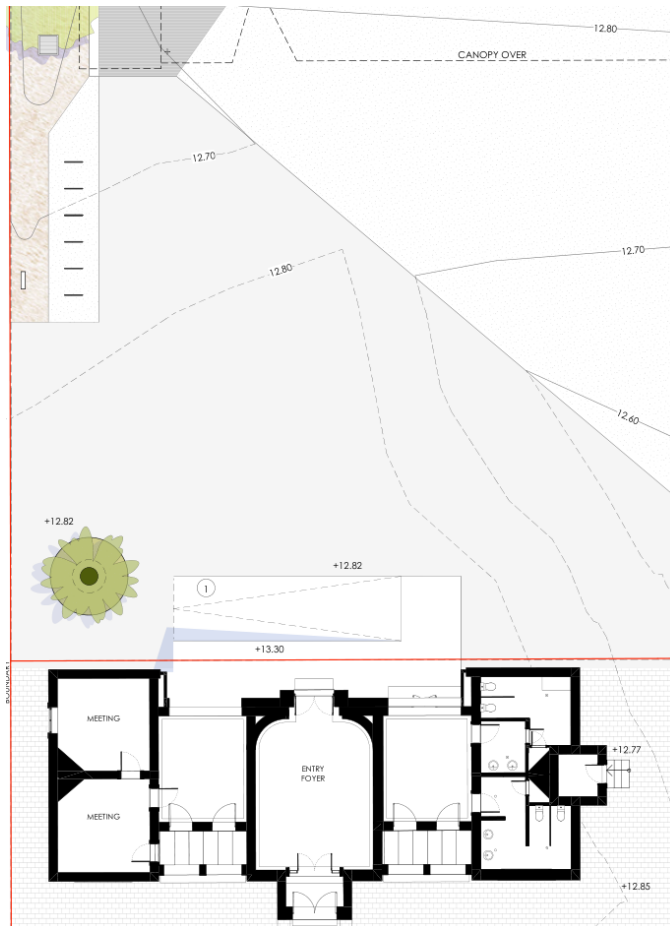 12.80
CANOPY OVER
12.70
12.70
12.80
12.60
+12.82
+12.82
1
+13.30
BOUNDARY
MEETING
ENTRY
FOYER
+12.77
MEETING
+12.85